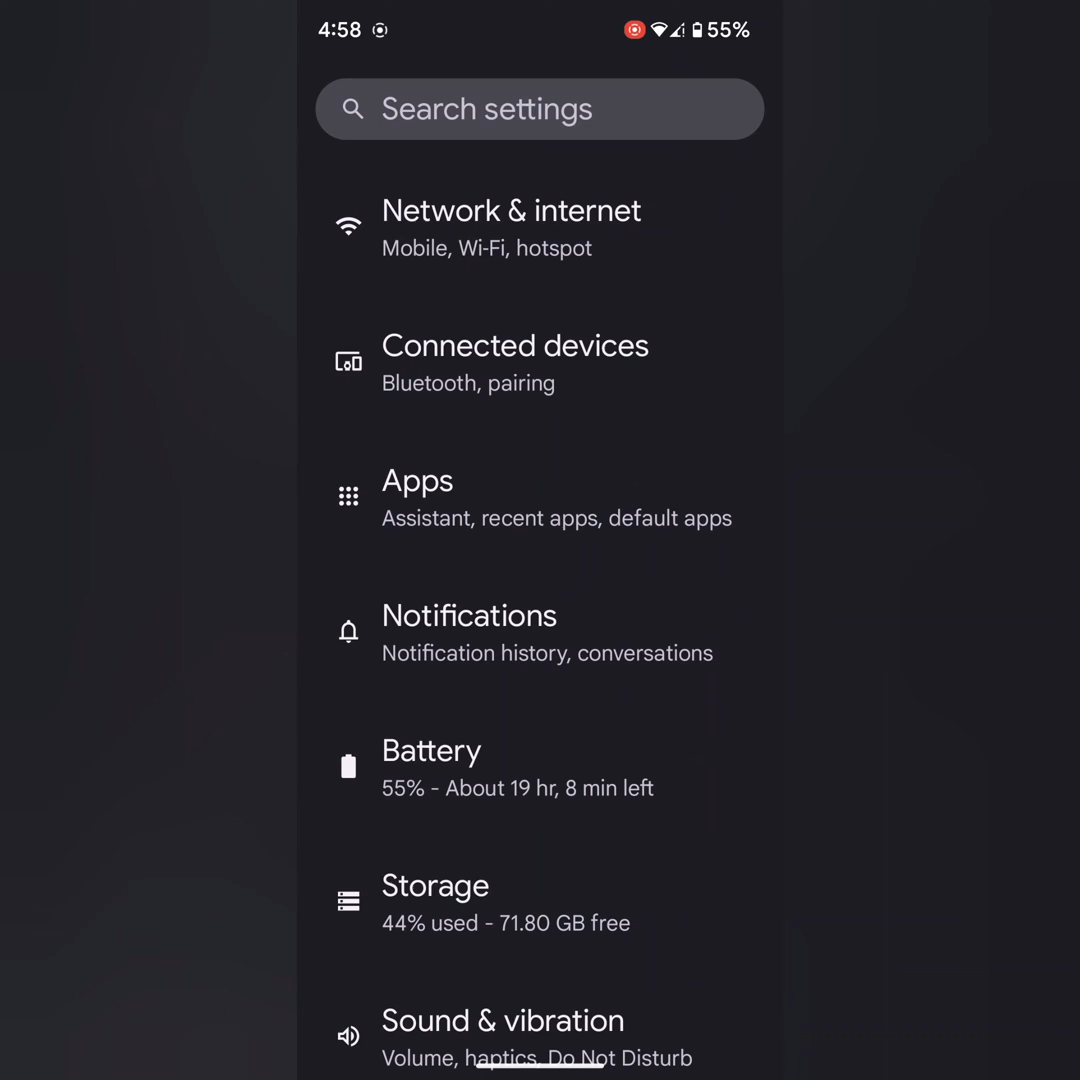 4:58 55%
Search settings
Network & internet
Mobile, Wi-Fi, hotspot
Connected devices
Bluetooth, pairing
Apps
Assistant, recent apps, default apps
Notifications
Notification history, conversations
Battery
55% - About 19 hr, 8 min left
Storage
44% used - 71.80 GB free
Sound & vibration
Volume, haptics, Do Not Disturb